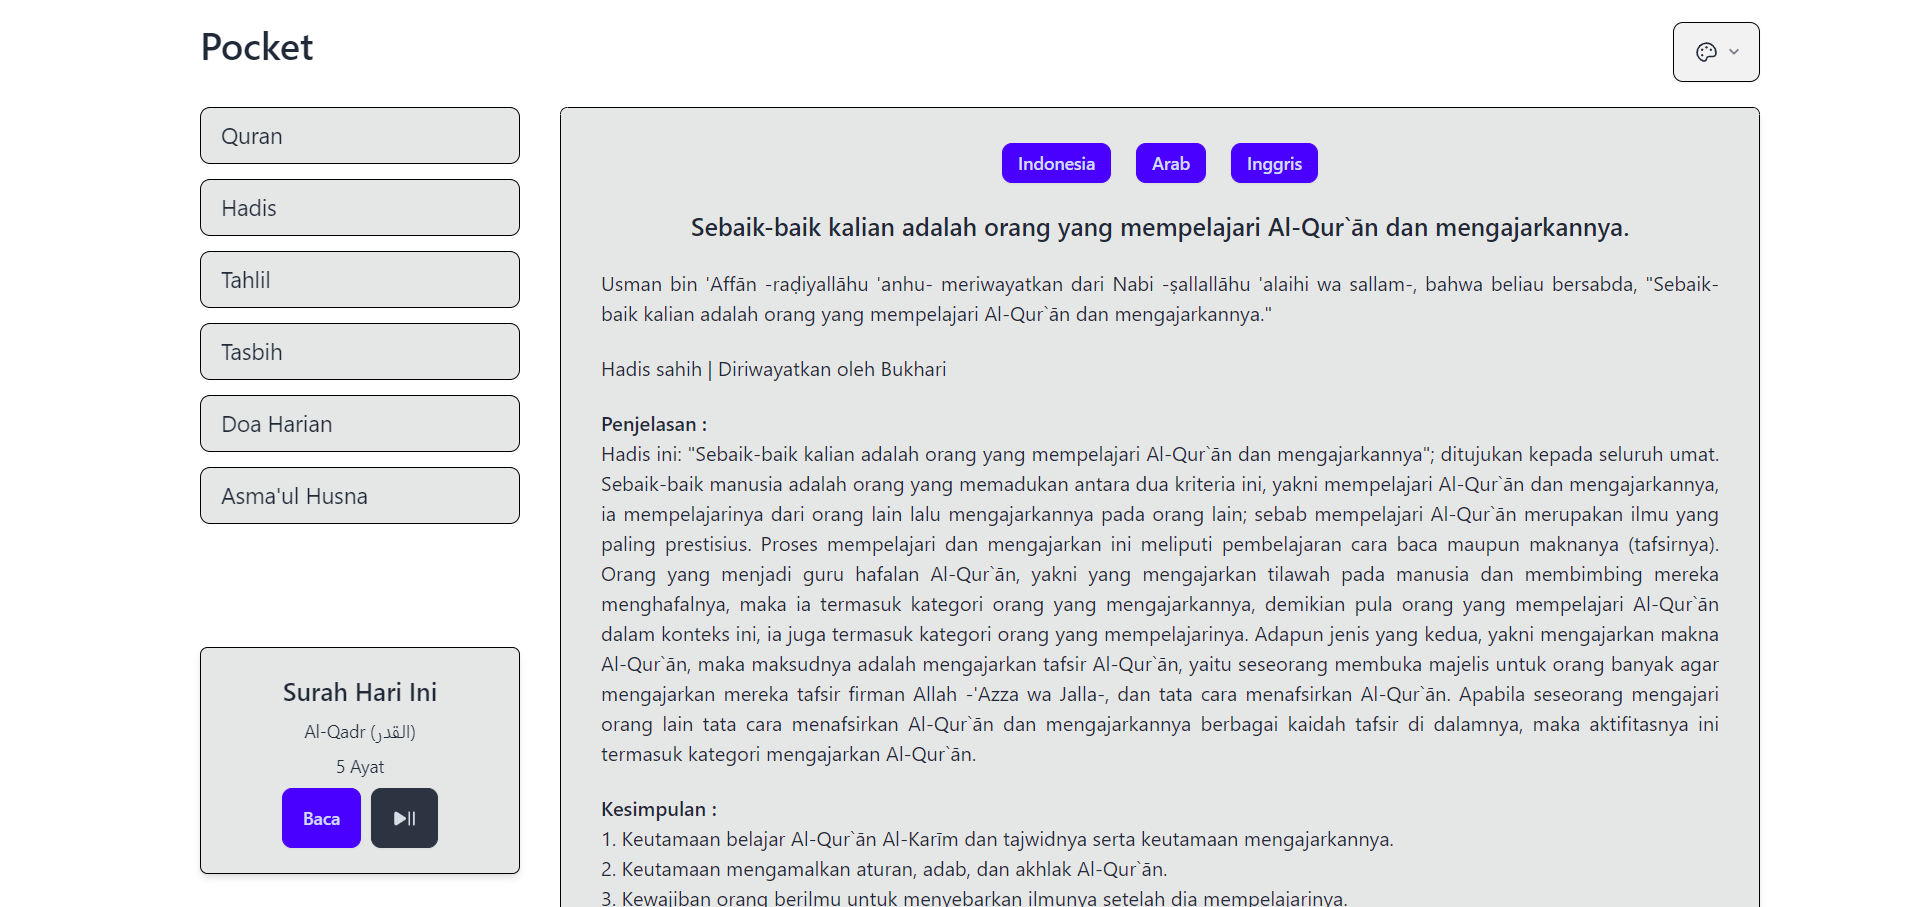 Pocket
Quran
Hadis
Tahlil
Tasbih
Doa Harian
Asma'ul Husna
Surah Hari Ini
Al-Qadr (القدر)
5 Ayat
Baca
Indonesia
Arab
Inggris
Sebaik-baik kalian adalah orang yang mempelajari Al-Qur`ān dan mengajarkannya.
Usman bin 'Affān -raḍiyallāhu 'anhu- meriwayatkan dari Nabi -ṣallallāhu 'alaihi wa sallam-, bahwa beliau bersabda, "Sebaik-
baik kalian adalah orang yang mempelajari Al-Qur`ān dan mengajarkannya."
Hadis sahih | Diriwayatkan oleh Bukhari
Penjelasan :
Hadis ini: "Sebaik-baik kalian adalah orang yang mempelajari Al-Qur`ān dan mengajarkannya"; ditujukan kepada seluruh umat.
Sebaik-baik manusia adalah orang yang memadukan antara dua kriteria ini, yakni mempelajari Al-Qur`ān dan mengajarkannya,
ia mempelajarinya dari orang lain lalu mengajarkannya pada orang lain; sebab mempelajari Al-Qur`ān merupakan ilmu yang
paling prestisius. Proses mempelajari dan mengajarkan ini meliputi pembelajaran cara baca maupun maknanya (tafsirnya).
Orang yang menjadi guru hafalan Al-Qur`ān, yakni yang mengajarkan tilawah pada manusia dan membimbing mereka
menghafalnya, maka ia termasuk kategori orang yang mengajarkannya, demikian pula orang yang mempelajari Al-Qur`ān
dalam konteks ini, ia juga termasuk kategori orang yang mempelajarinya. Adapun jenis yang kedua, yakni mengajarkan makna
Al-Qur`ān, maka maksudnya adalah mengajarkan tafsir Al-Qur`ān, yaitu seseorang membuka majelis untuk orang banyak agar
mengajarkan mereka tafsir firman Allah -'Azza wa Jalla-, dan tata cara menafsirkan Al-Qur`ān. Apabila seseorang mengajari
orang lain tata cara menafsirkan Al-Qur`ān dan mengajarkannya berbagai kaidah tafsir di dalamnya, maka aktifitasnya ini
termasuk kategori mengajarkan Al-Qur`ān.
Kesimpulan :
1. Keutamaan belajar Al-Qur`ān Al-Karīm dan tajwidnya serta keutamaan mengajarkannya.
2. Keutamaan mengamalkan aturan, adab, dan akhlak Al-Qur`ān.
3. Kewajiban orang berilmu untuk menyebarkan ilmunya setelah dia mempelajarinya.